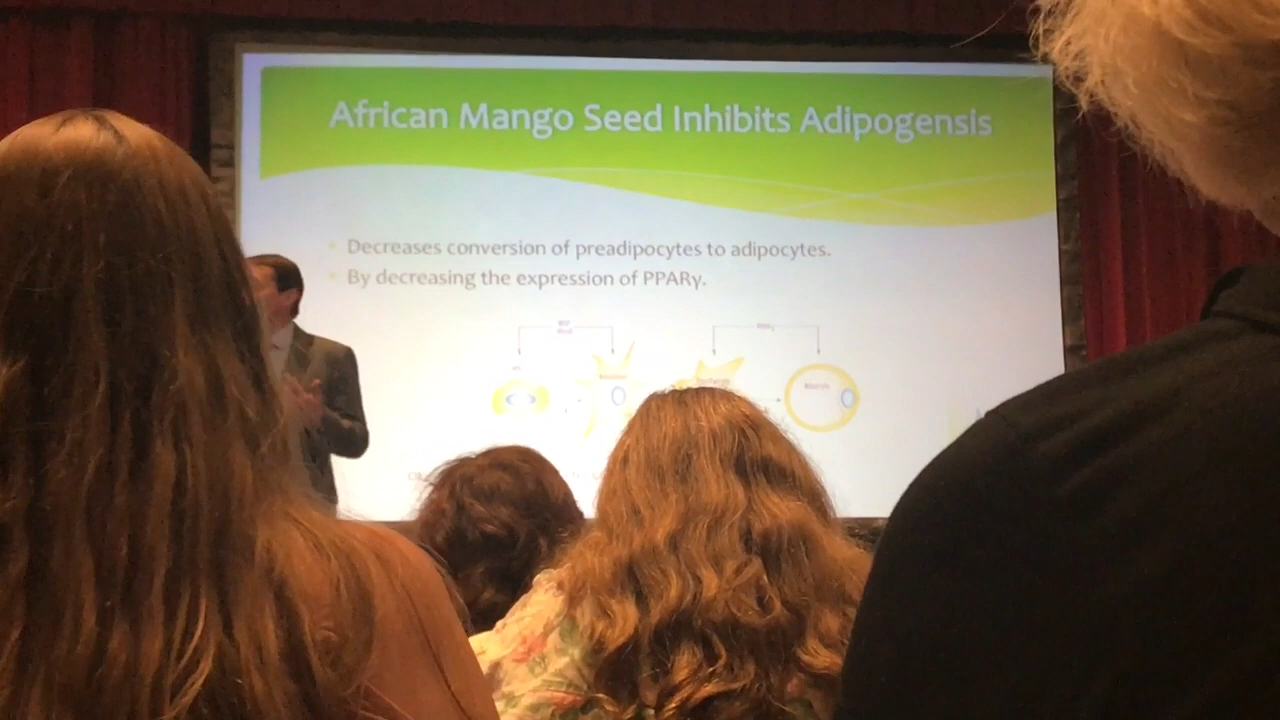 African Mango Seed Inhibits Adipogensis
Decreases conversion of preadipocytes to adipocytes.
By decreasing the expression of PPARγ.